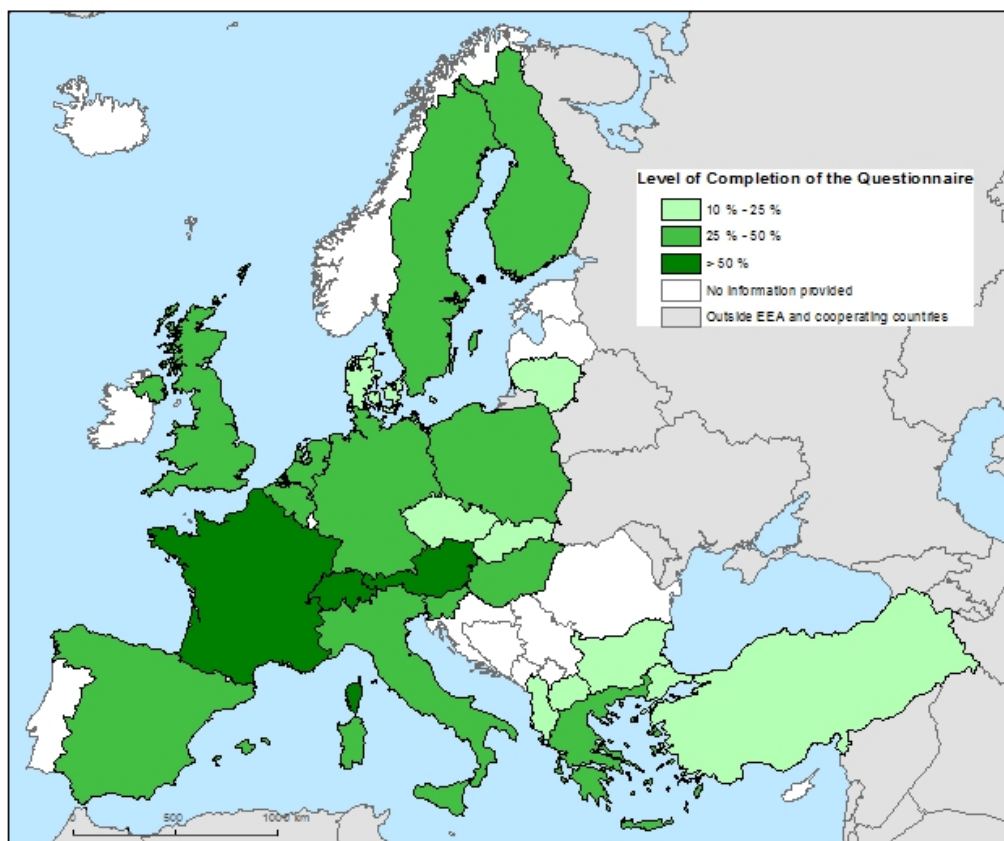 Level of Completion of the Questionnaire
10 % - 25 %
25 % - 50 %
> 50 %
No information provided
Outside EEA and cooperating countries
0 500 1000 km